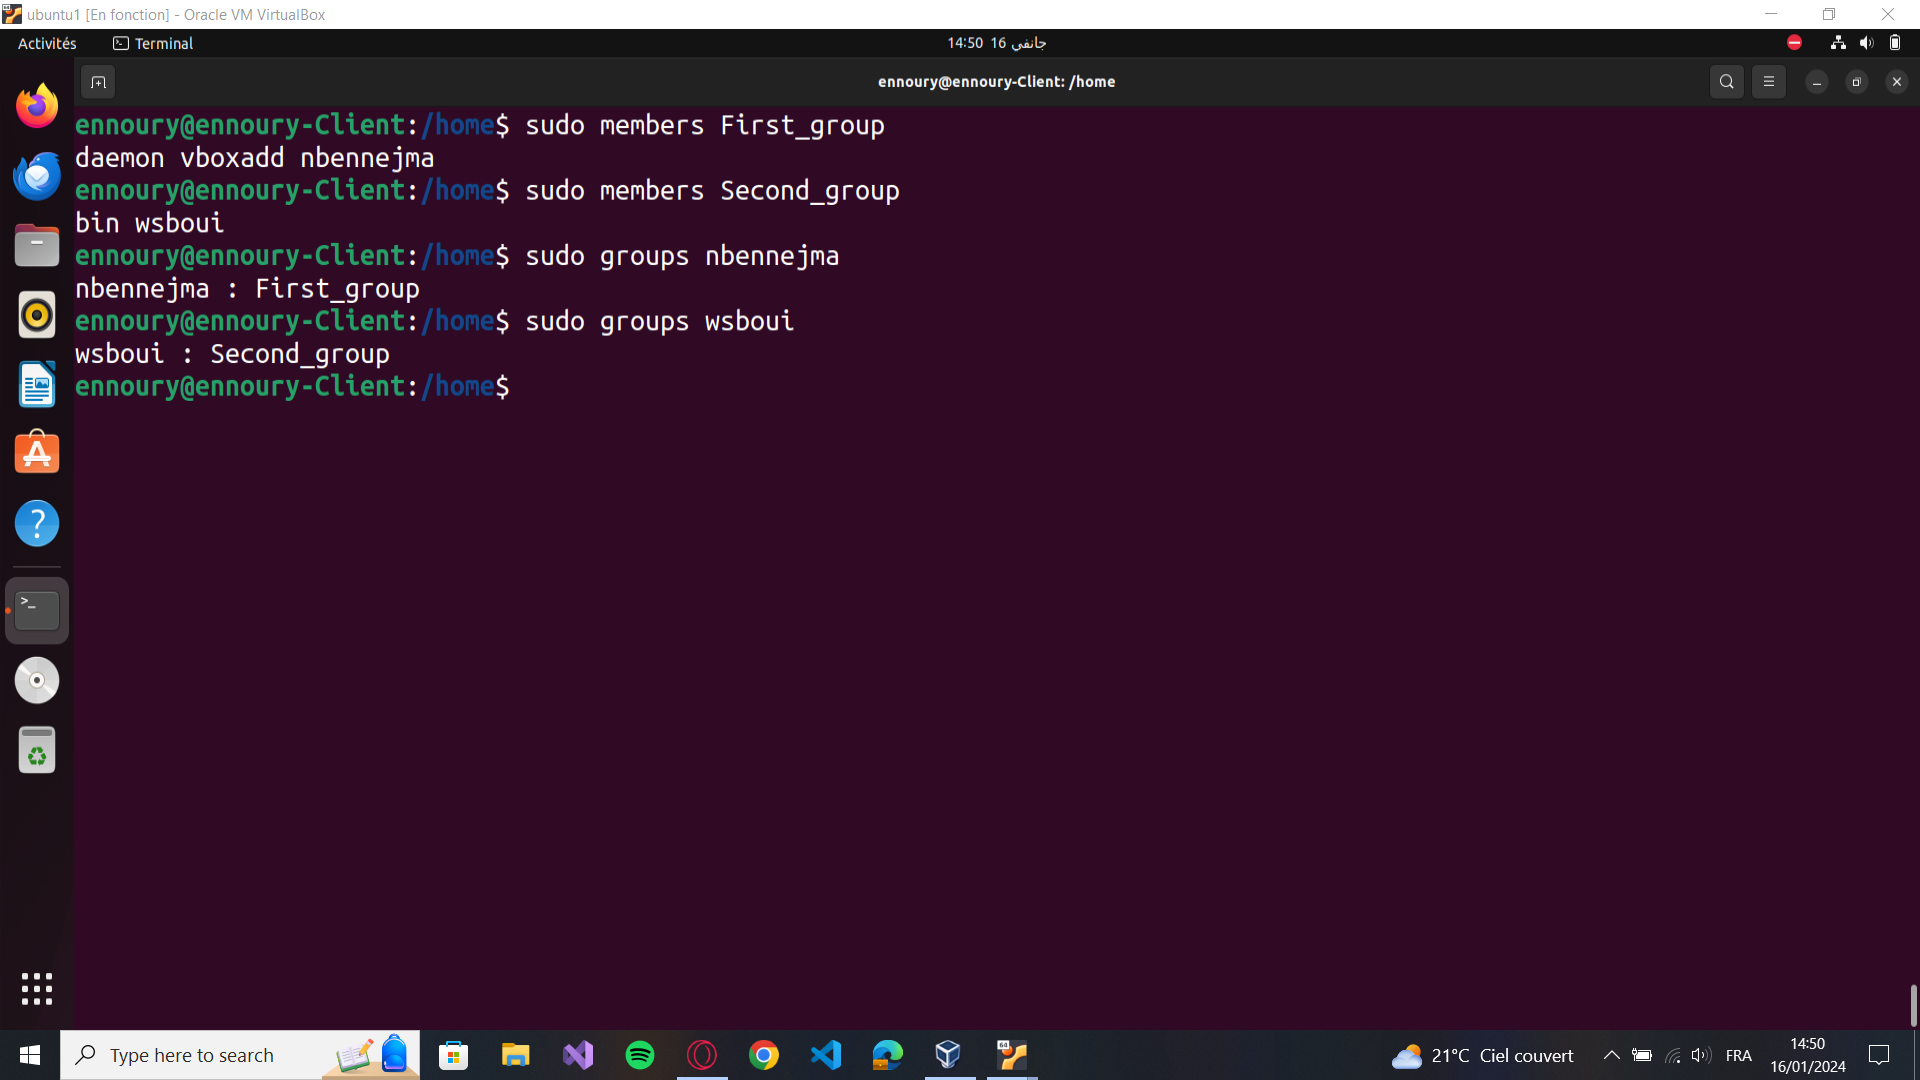 ubuntu1 [En fonction] - Oracle VM VirtualBox
Activités
Terminal
14:50 16 جانفي
ennoury@ennoury-Client: /home
ennoury@ennoury-Client:/home$ sudo members First_group
daemon vboxadd nbennejma
ennoury@ennoury-Client:/home$ sudo members Second_group
bin wsboui
ennoury@ennoury-Client:/home$ sudo groups nbennejma
nbennejma : First_group
ennoury@ennoury-Client:/home$ sudo groups wsboui
wsboui : Second_group
ennoury@ennoury-Client:/home$
Type here to search
21°C Ciel couvert
FRA
14:50
16/01/2024